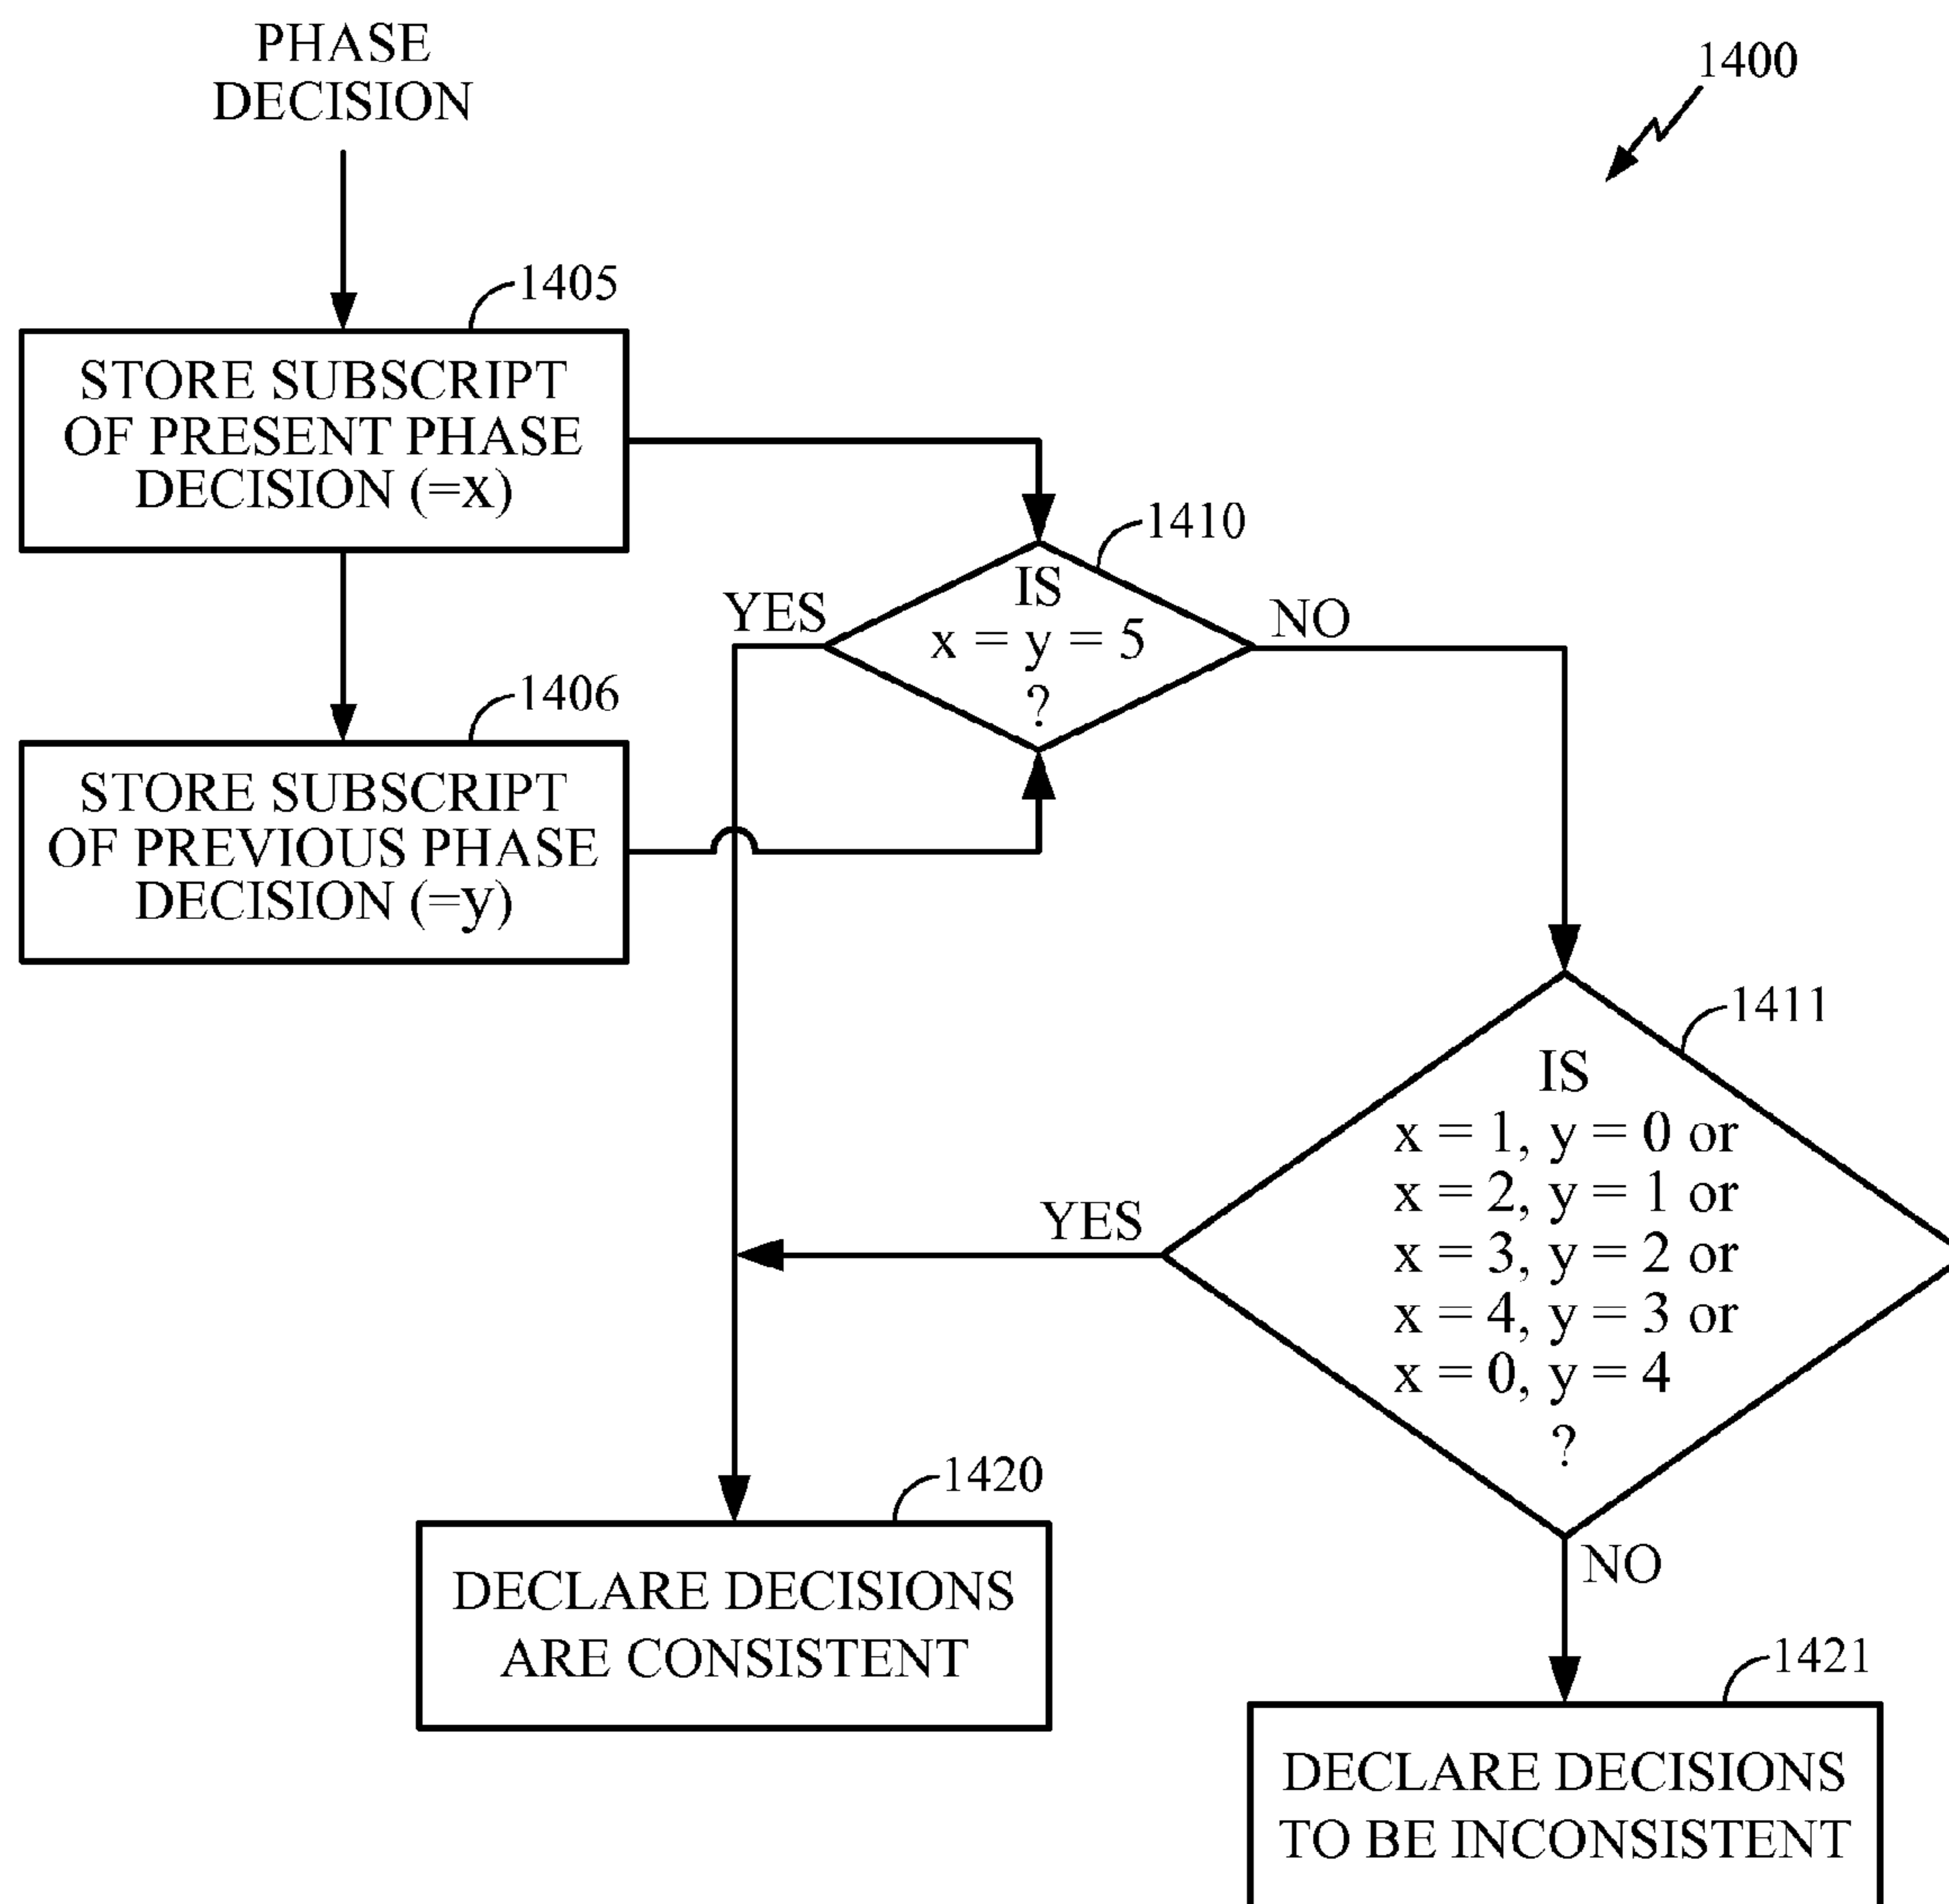 PHASE
DECISION
1400
1405
STORE SUBSCRIPT
OF PRESENT PHASE
DECISION (=x)
1410
IS
x = y = 5
?
YES
NO
1406
STORE SUBSCRIPT
OF PREVIOUS PHASE
DECISION (=y)
1411
IS
x = 1, y = 0 or
x = 2, y = 1 or
x = 3, y = 2 or
x = 4, y = 3 or
x = 0, y = 4
?
YES
NO
1420
DECLARE DECISIONS
ARE CONSISTENT
1421
DECLARE DECISIONS
TO BE INCONSISTENT